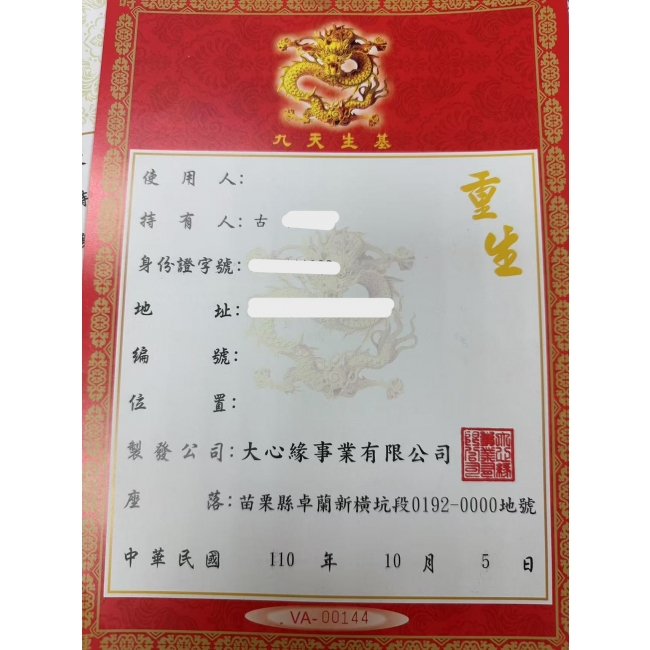 九天生基
重生
使用人：
持有人：古
身份證字號：
地址：
編號：
位置：
製發公司：大心緣事業有限公司
座落：苗栗縣卓蘭新橫坑段0192-0000地號
中華民國 110 年 10 月 5 日
VA-00144